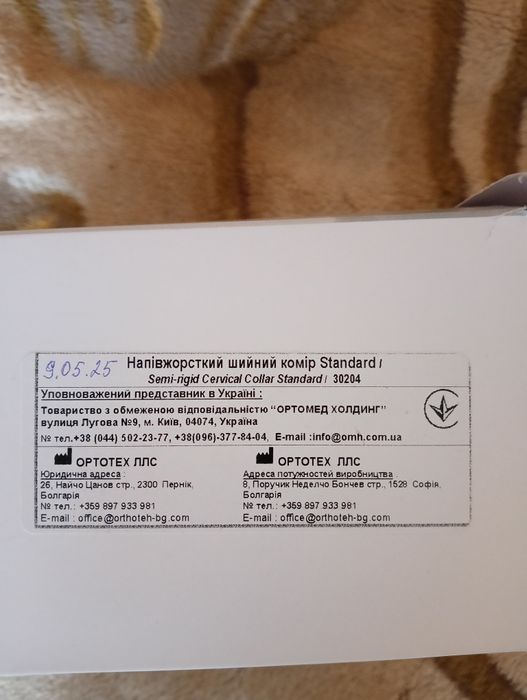 9.05.25 Напівжорсткий шийний комір Standard /
Semi-rigid Cervical Collar Standard / 30204
Уповноважений представник в Україні :
Товариство з обмеженою відповідальністю “ОРТОМЕД ХОЛДИНГ”
вулиця Лугова №9, м. Київ, 04074, Україна
№ тел.+38 (044) 502-23-77, +38(096)-377-84-04, E-mail :info@omh.com.ua
ОРТОТЕХ ЛЛС
Юридична адреса :
26, Найчо Цанов стр., 2300 Пернік,
Болгарія
№ тел.: +359 897 933 981
E-mail : office@orthoteh-bg.com
ОРТОТЕХ ЛЛС
Адреса потужностей виробництва :
8, Поручик Неделчо Бончев стр., 1528 Софія,
Болгарія
№ тел.: +359 897 933 981
E-mail : office@orthoteh-bg.com